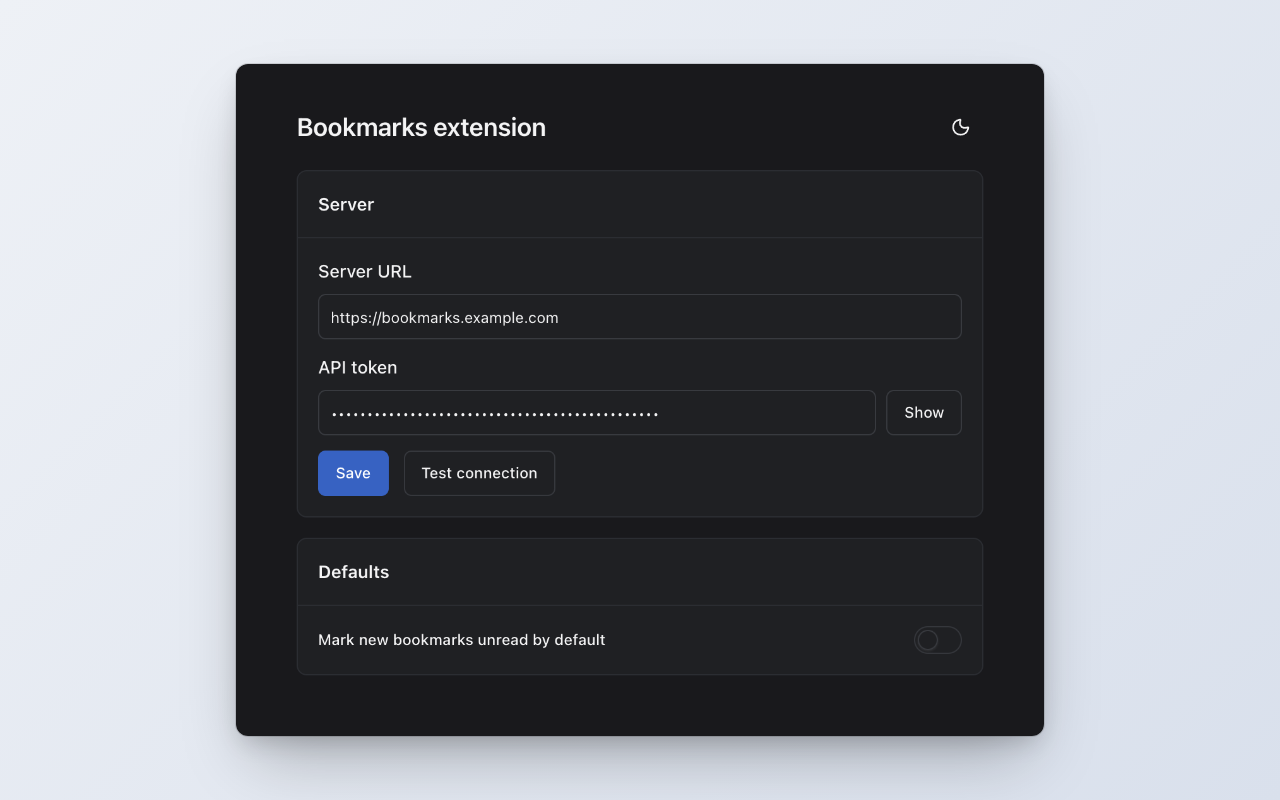 Bookmarks extension
Server
Server URL
https://bookmarks.example.com
API token
••••••••••••••••••••••••••••••••••••••••••••••
Show
Save
Test connection
Defaults
Mark new bookmarks unread by default